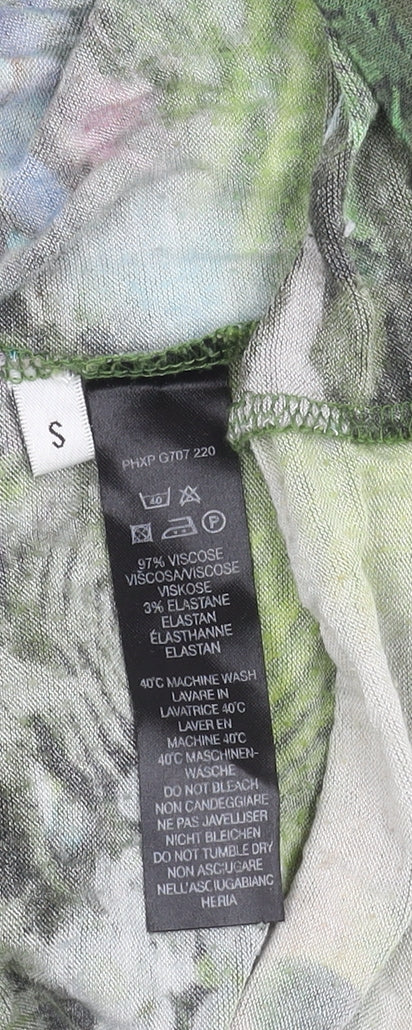 S
PHXP G707 220
40
P
97% VISCOSE
VISCOSA/VISCOSE
VISKOSE
3% ELASTANE
ELASTAN
ÉLASTHANNE
ELASTAN
40°C MACHINE WASH
LAVARE IN
LAVATRICE 40°C
LAVER EN
MACHINE 40°C
40°C MASCHINEN-
WÄSCHE
DO NOT BLEACH
NON CANDEGGIARE
NE PAS JAVELLISER
NICHT BLEICHEN
DO NOT TUMBLE DRY
NON ASCIUGARE
NELL'ASCIUGABIANC
HERIA